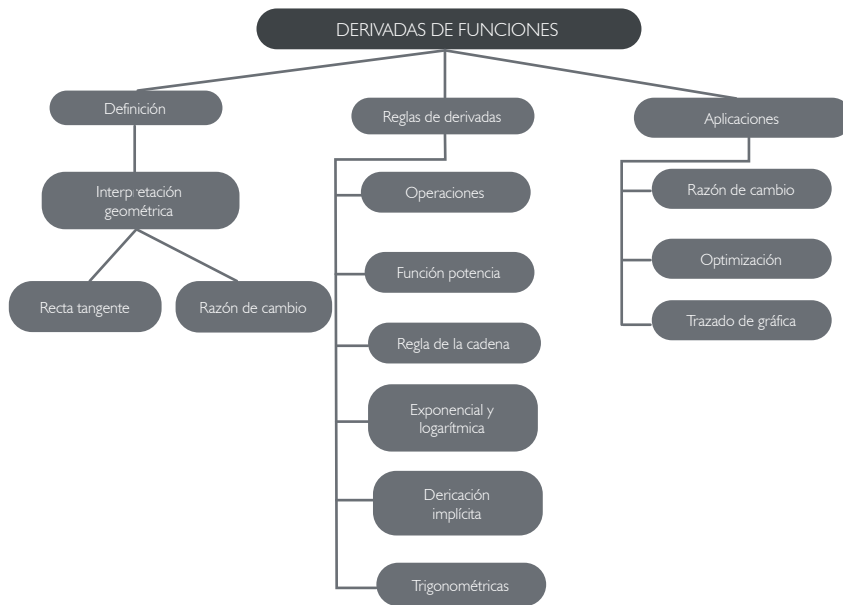 DERIVADAS DE FUNCIONES
Definición
Interpretación
geométrica
Recta tangente
Razón de cambio
Reglas de derivadas
Operaciones
Función potencia
Regla de la cadena
Exponencial y
logarítmica
Dericación
implícita
Trigonométricas
Aplicaciones
Razón de cambio
Optimización
Trazado de gráfica